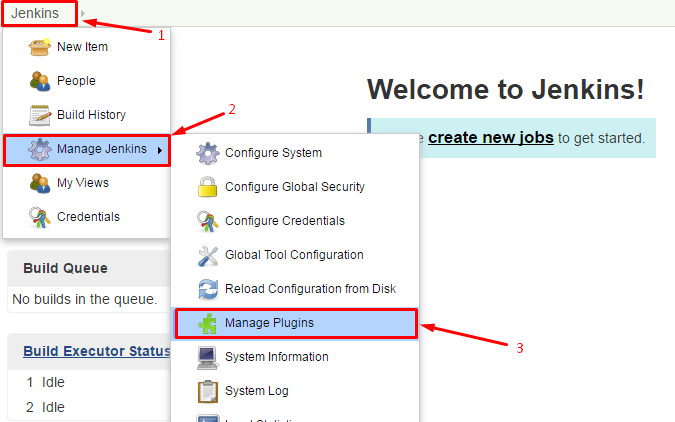 Jenkins
1
New Item
People
Build History
2
Manage Jenkins
My Views
Credentials
Welcome to Jenkins!
create new jobs to get started.
Configure System
Configure Global Security
Configure Credentials
Global Tool Configuration
Reload Configuration from Disk
Manage Plugins
3
System Information
System Log
Build Queue
No builds in the queue.
Build Executor Status
1 Idle
2 Idle